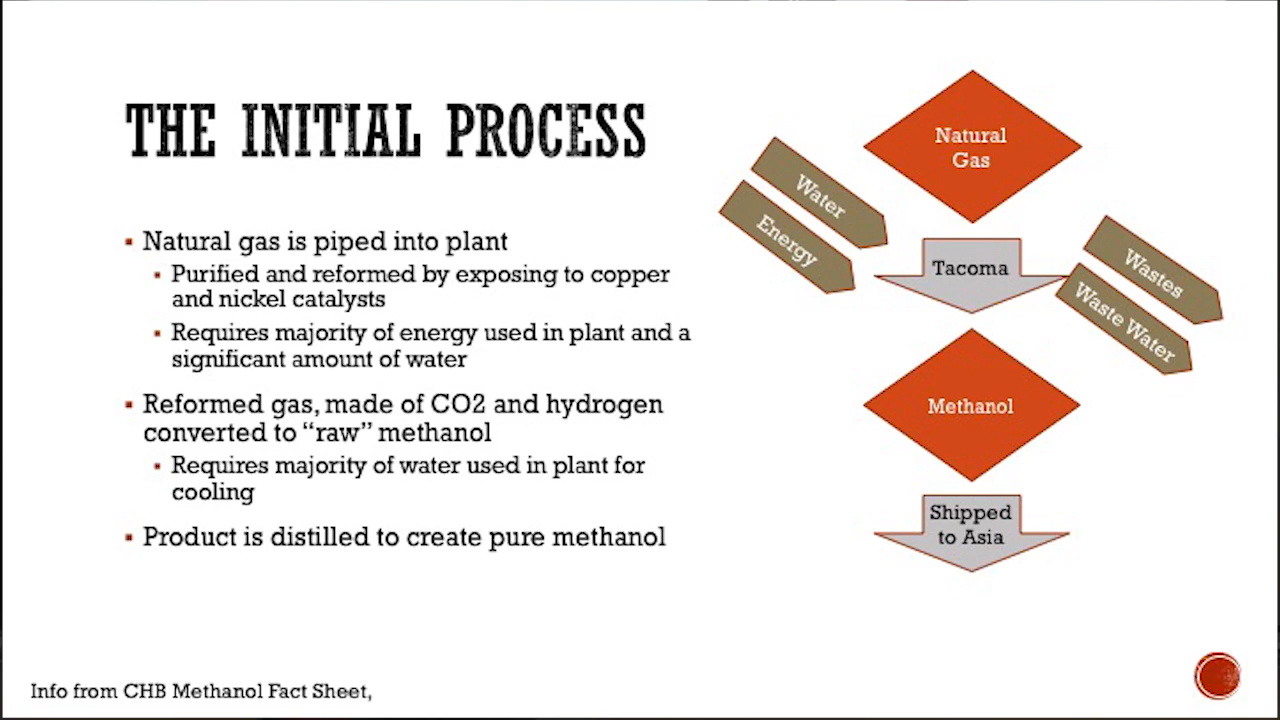 THE INITIAL PROCESS
Natural gas is piped into plant
Purified and reformed by exposing to copper
and nickel catalysts
Requires majority of energy used in plant and a
significant amount of water
Reformed gas, made of CO2 and hydrogen
converted to “raw” methanol
Requires majority of water used in plant for
cooling
Product is distilled to create pure methanol
Natural
Gas
Water
Energy
Tacoma
Wastes
Waste Water
Methanol
Shipped
to Asia
Info from CHB Methanol Fact Sheet,